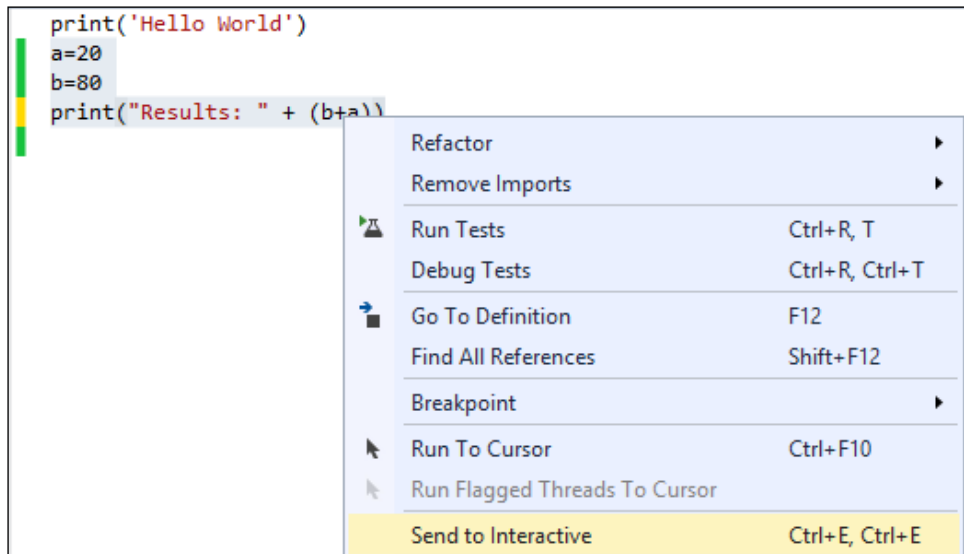 print('Hello World')
a=20
b=80
print("Results: " + (b+a))
Refactor
Remove Imports
Run Tests Ctrl+R, T
Debug Tests Ctrl+R, Ctrl+T
Go To Definition F12
Find All References Shift+F12
Breakpoint
Run To Cursor Ctrl+F10
Run Flagged Threads To Cursor
Send to Interactive Ctrl+E, Ctrl+E